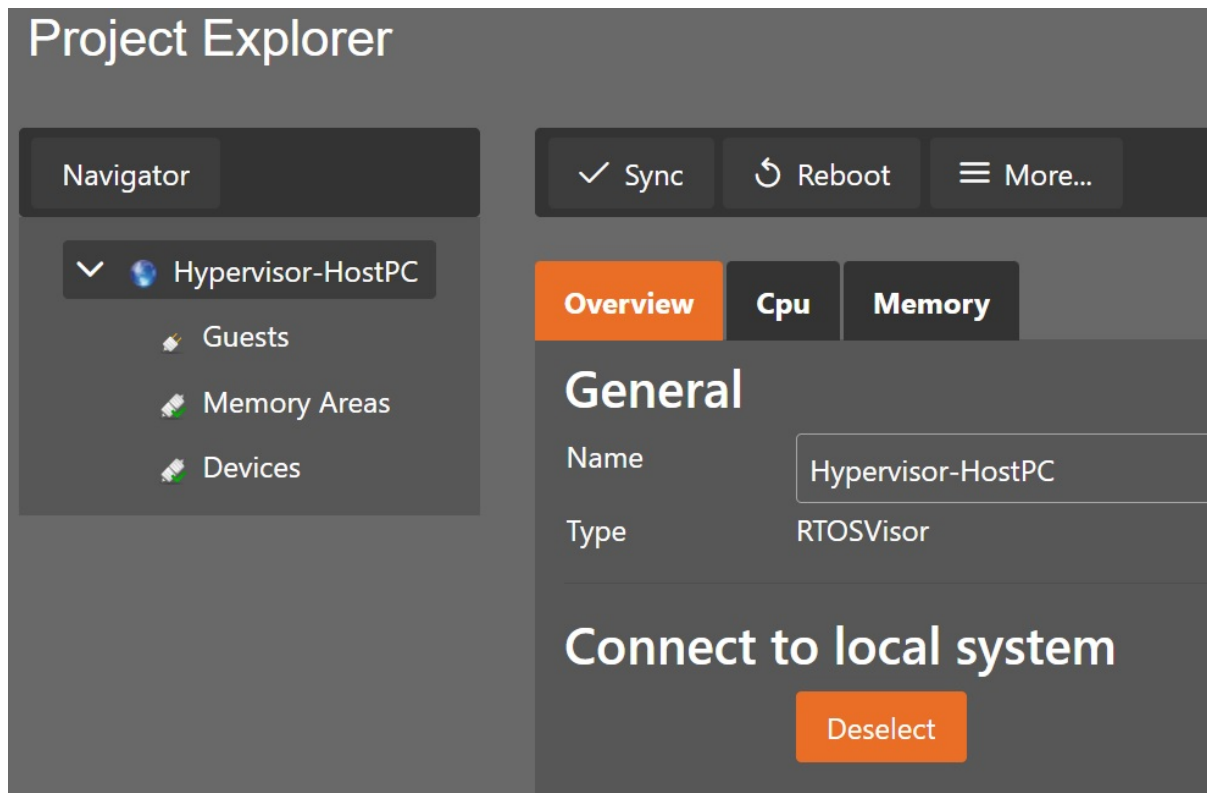 Project Explorer
Navigator
Hypervisor-HostPC
Guests
Memory Areas
Devices
Sync Reboot More...
Overview Cpu Memory
General
Name Hypervisor-HostPC
Type RTOSVisor
Connect to local system
Deselect